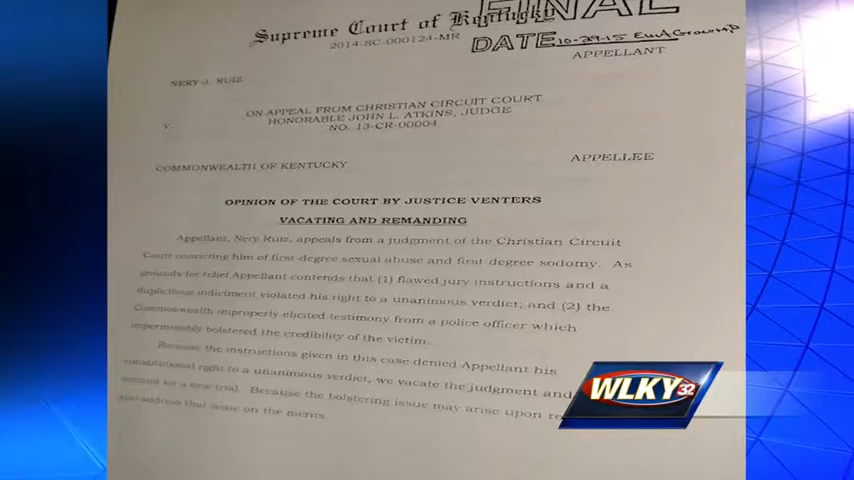 Supreme Court of Kentucky
FINAL
2014-SC-000124-MR
DATE 10-29-15
APPELLANT
NERY J. RUIZ
ON APPEAL FROM CHRISTIAN CIRCUIT COURT
V.
HONORABLE JOHN L. ATKINS, JUDGE
NO. 13-CR-00004
COMMONWEALTH OF KENTUCKY
APPELLEE
OPINION OF THE COURT BY JUSTICE VENTERS
VACATING AND REMANDING
Appellant, Nery Ruiz, appeals from a judgment of the Christian Circuit
Court convicting him of first-degree sexual abuse and first-degree sodomy. As
grounds for relief Appellant contends that (1) flawed jury instructions and a
duplicitous indictment violated his right to a unanimous verdict; and (2) the
Commonwealth improperly elicited testimony from a police officer which
impermissibly bolstered the credibility of the victim.
Because the instructions given in this case denied Appellant his
constitutional right to a unanimous verdict, we vacate the judgment and
for a new trial. Because the bolstering issue may arise upon
address that issue on the merits.
WLKY 32